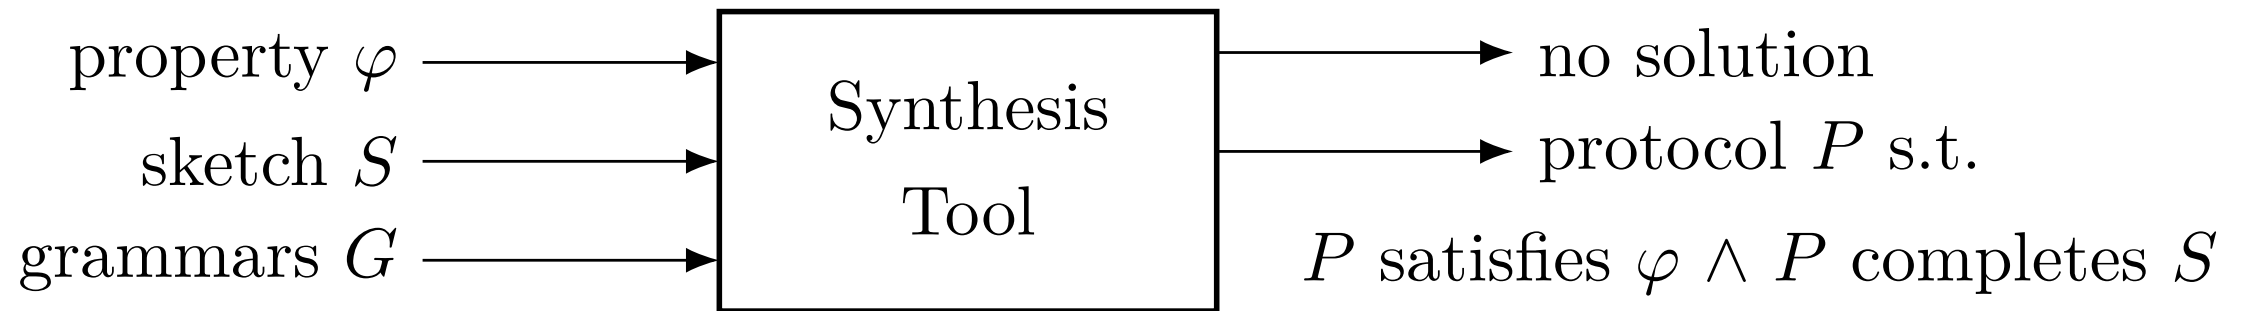 property φ
sketch S
grammars G
Synthesis
Tool
no solution
protocol P s.t.
P satisfies φ ∧ P completes S